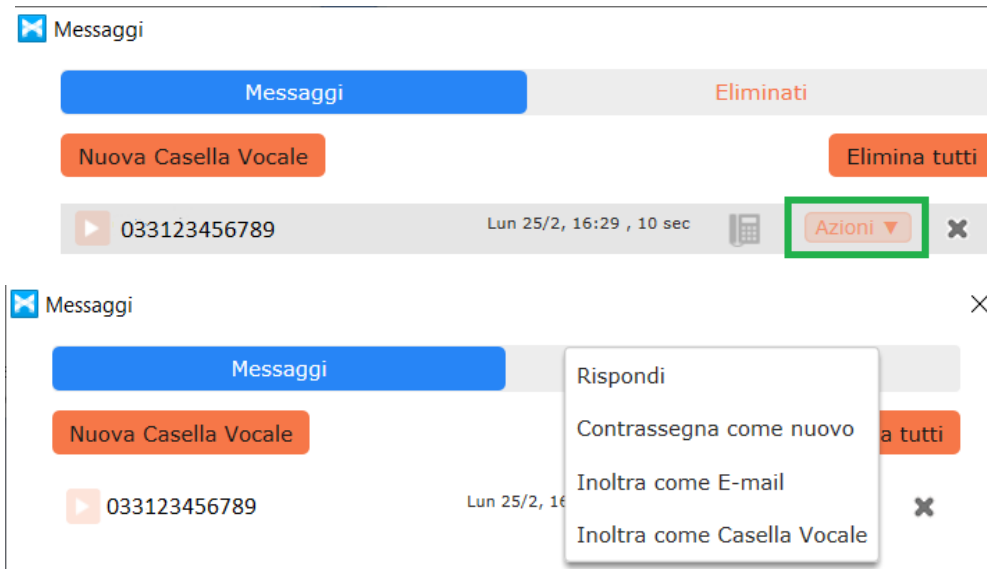 Messaggi
Messaggi Eliminati
Nuova Casella Vocale Elimina tutti
033123456789 Lun 25/2, 16:29 , 10 sec Azioni ▼
Messaggi
Messaggi
Rispondi
Nuova Casella Vocale Contrassegna come nuovo a tutti
Inoltra come E-mail
033123456789 Lun 25/2, 16
Inoltra come Casella Vocale